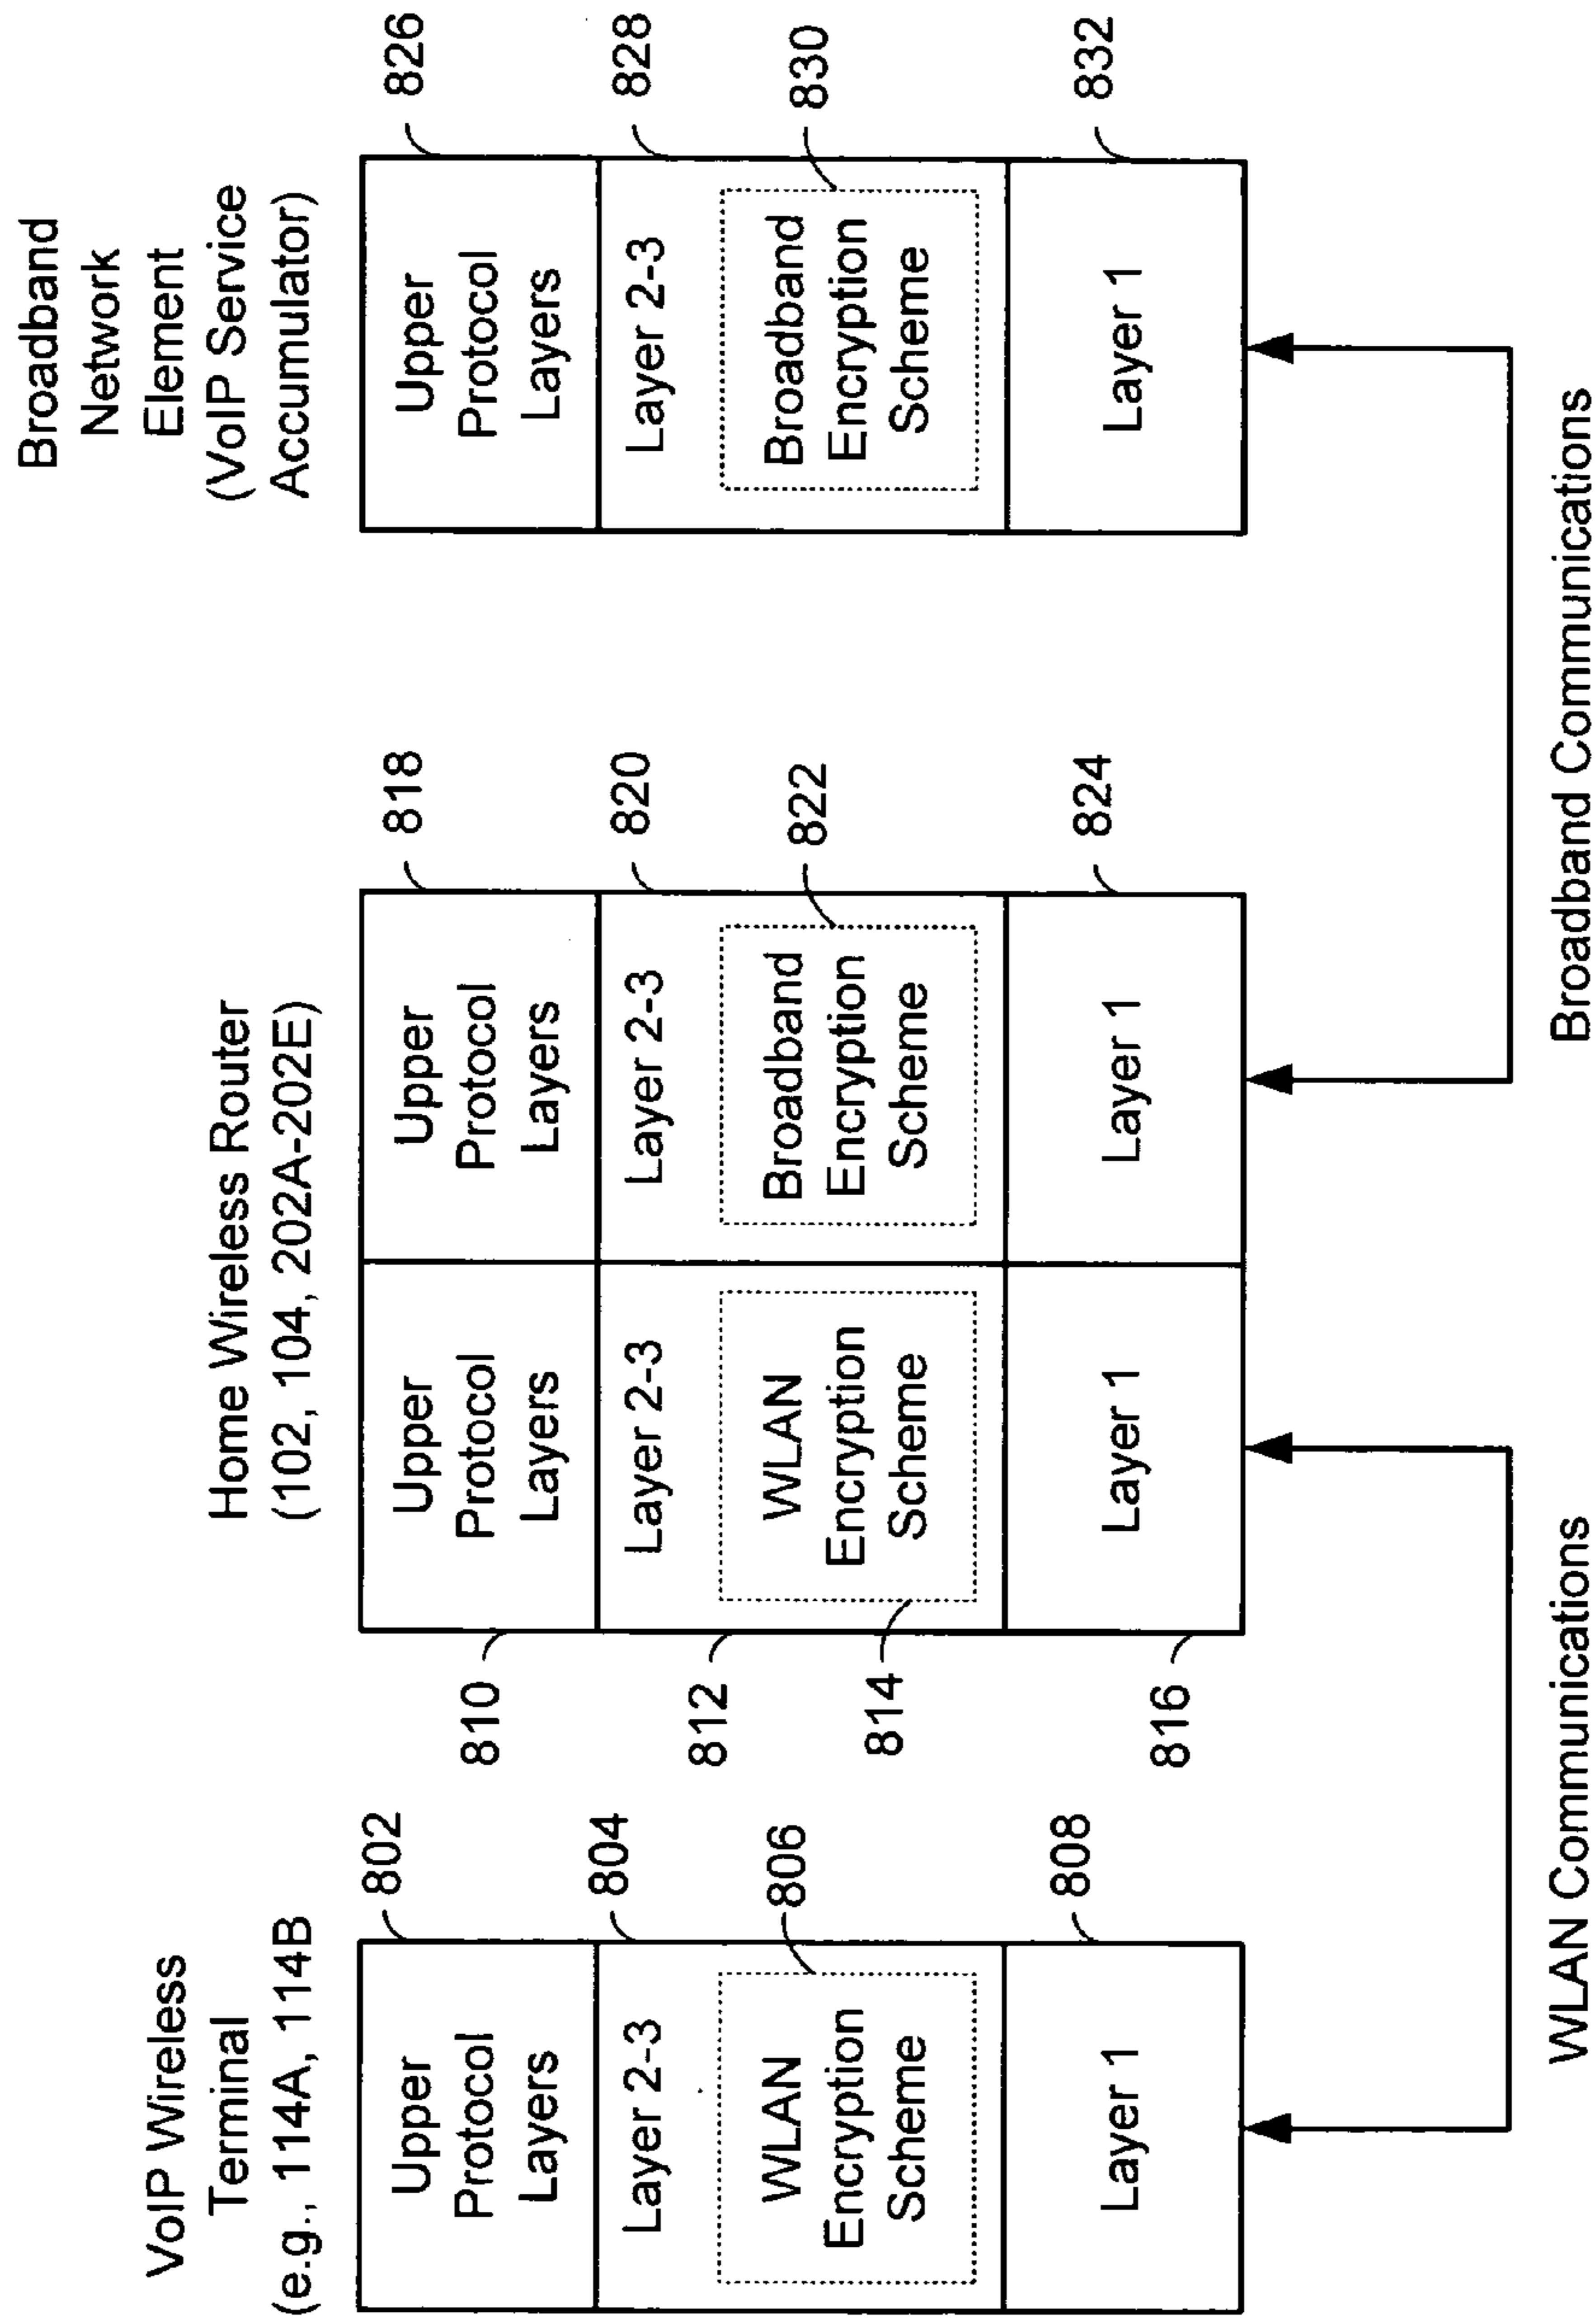 VoIP Wireless
Terminal
(e.g., 114A, 114B
Upper
Protocol
Layers
802
Layer 2-3
804
WLAN
Encryption
Scheme
806
Layer 1
808
Home Wireless Router
(102, 104, 202A-202E)
810
Upper
Protocol
Layers
812
Layer 2-3
814
WLAN
Encryption
Scheme
816
Layer 1
Upper
Protocol
Layers
818
Layer 2-3
820
Broadband
Encryption
Scheme
822
Layer 1
824
Broadband
Network
Element
(VoIP Service
Accumulator)
Upper
Protocol
Layers
826
Layer 2-3
828
Broadband
Encryption
Scheme
830
Layer 1
832
WLAN Communications
Broadband Communications